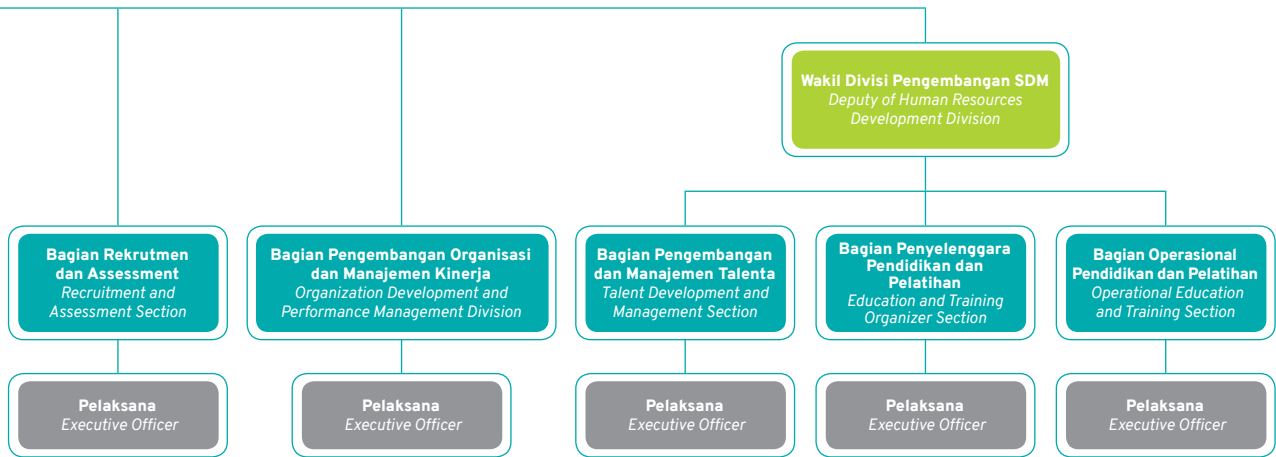 Wakil Divisi Pengembangan SDM
Deputy of Human Resources
Development Division
Bagian Rekrutmen
dan Assessment
Recruitment and
Assessment Section
Bagian Pengembangan Organisasi
dan Manajemen Kinerja
Organization Development and
Performance Management Division
Bagian Pengembangan
dan Manajemen Talenta
Talent Development and
Management Section
Bagian Penyelenggara
Pendidikan dan
Pelatihan
Education and Training
Organizer Section
Bagian Operasional
Pendidikan dan Pelatihan
Operational Education
and Training Section
Pelaksana
Executive Officer
Pelaksana
Executive Officer
Pelaksana
Executive Officer
Pelaksana
Executive Officer
Pelaksana
Executive Officer